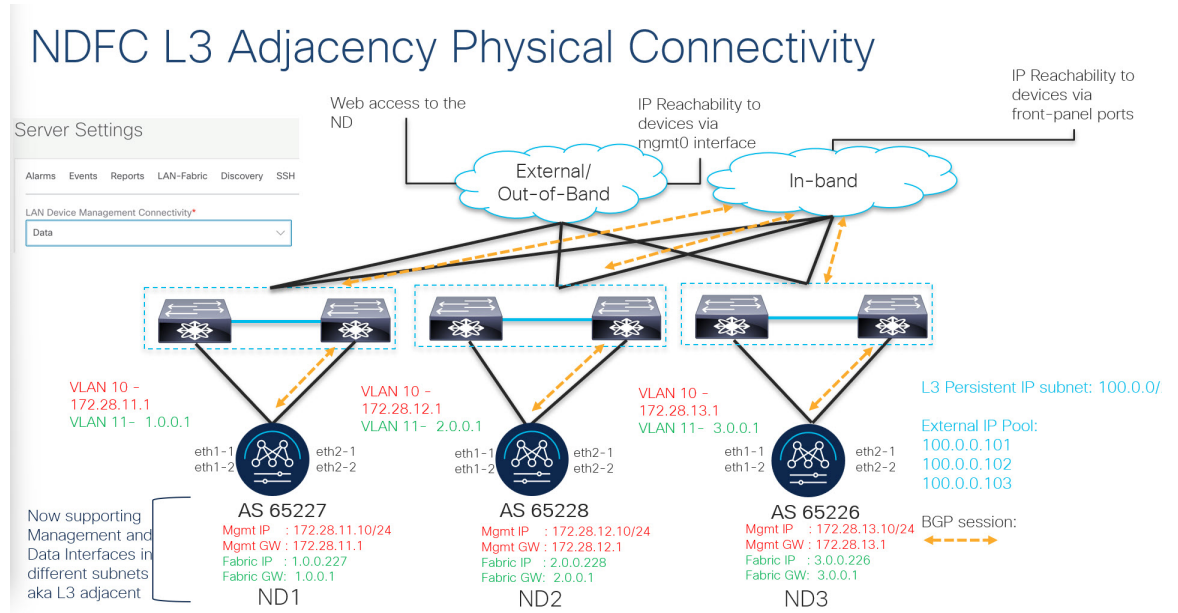 NDFC L3 Adjacency Physical Connectivity
Server Settings
Alarms Events Reports LAN-Fabric Discovery SSH
LAN Device Management Connectivity*
Data
Web access to the
ND
IP Reachability to
devices via
mgmt0 interface
IP Reachability to
devices via
front-panel ports
External/
Out-of-Band
In-band
VLAN 10 -
172.28.11.1
VLAN 11- 1.0.0.1
VLAN 10 -
172.28.12.1
VLAN 11- 2.0.0.1
VLAN 10 -
172.28.13.1
VLAN 11- 3.0.0.1
L3 Persistent IP subnet: 100.0.0/
External IP Pool:
100.0.0.101
100.0.0.102
100.0.0.103
BGP session:
eth1-1
eth1-2
eth2-1
eth2-2
eth1-1
eth1-2
eth2-1
eth2-2
eth1-1
eth1-2
eth2-1
eth2-2
Now supporting
Management and
Data Interfaces in
different subnets
aka L3 adjacent
AS 65227
Mgmt IP : 172.28.11.10/24
Mgmt GW : 172.28.11.1
Fabric IP : 1.0.0.227
Fabric GW: 1.0.0.1
ND1
AS 65228
Mgmt IP : 172.28.12.10/24
Mgmt GW : 172.28.12.1
Fabric IP : 2.0.0.228
Fabric GW: 2.0.0.1
ND2
AS 65226
Mgmt IP : 172.28.13.10/24
Mgmt GW : 172.28.13.1
Fabric IP : 3.0.0.226
Fabric GW: 3.0.0.1
ND3